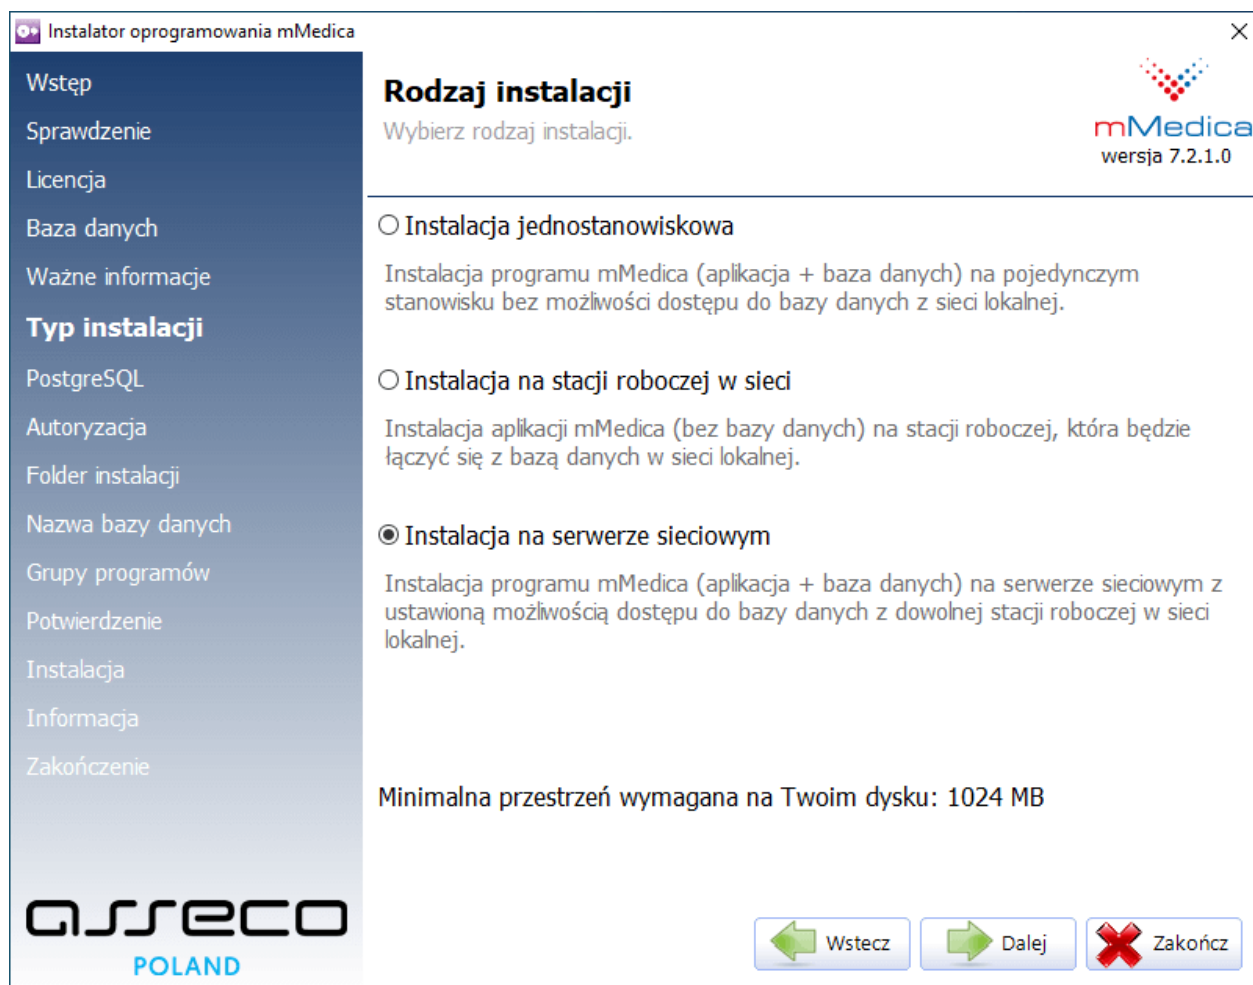 Instalator oprogramowania mMedica
Wstęp
Sprawdzenie
Licencja
Baza danych
Ważne informacje
Typ instalacji
PostgreSQL
Autoryzacja
Folder instalacji
Nazwa bazy danych
Grupy programów
Potwierdzenie
Instalacja
Informacja
Zakończenie
asseco
POLAND
Rodzaj instalacji
Wybierz rodzaj instalacji.
mMedica
wersja 7.2.1.0
Instalacja jednostanowiskowa
Instalacja programu mMedica (aplikacja + baza danych) na pojedynczym
stanowisku bez możliwości dostępu do bazy danych z sieci lokalnej.
Instalacja na stacji roboczej w sieci
Instalacja aplikacji mMedica (bez bazy danych) na stacji roboczej, która będzie
łączyć się z bazą danych w sieci lokalnej.
Instalacja na serwerze sieciowym
Instalacja programu mMedica (aplikacja + baza danych) na serwerze sieciowym z
ustawioną możliwością dostępu do bazy danych z dowolnej stacji roboczej w sieci
lokalnej.
Minimalna przestrzeń wymagana na Twoim dysku: 1024 MB
Wstecz
Dalej
Zakończ